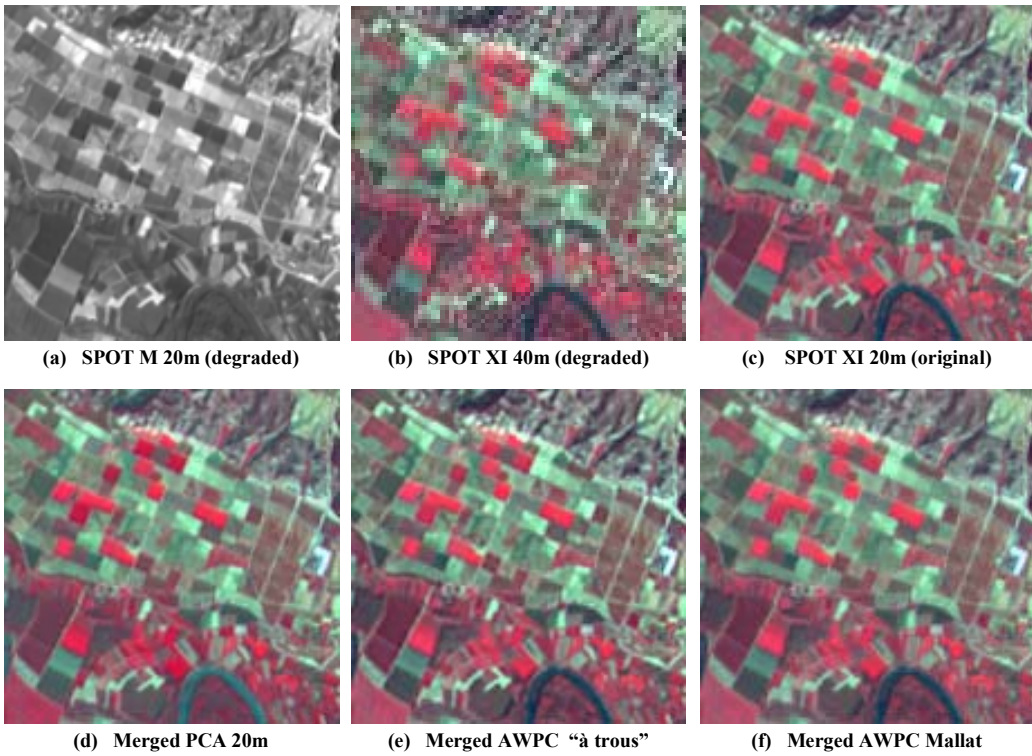 (a) SPOT M 20m (degraded)
(b) SPOT XI 40m (degraded)
(c) SPOT XI 20m (original)
(d) Merged PCA 20m
(e) Merged AWPC “à trous”
(f) Merged AWPC Mallat